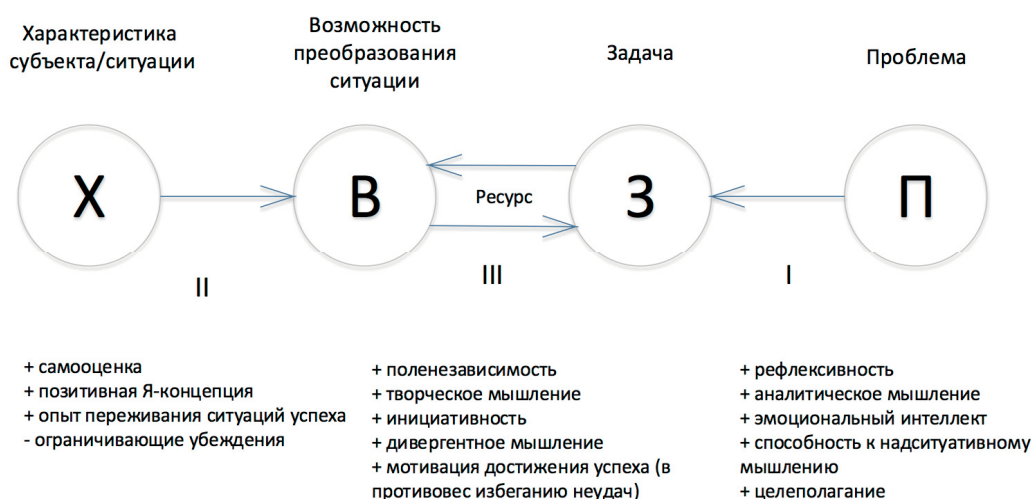 Характеристика
субъекта/ситуации
Возможность
преобразования
ситуации
Задача
Проблема
Х
В
Ресурс
З
П
II
III
I
+ самооценка
+ позитивная Я-концепция
+ опыт переживания ситуаций успеха
- ограничивающие убеждения
+ поленезависимость
+ творческое мышление
+ инициативность
+ дивергентное мышление
+ мотивация достижения успеха (в
противовес избеганию неудач)
+ рефлексивность
+ аналитическое мышление
+ эмоциональный интеллект
+ способность к надситуативному
мышлению
+ целеполагание